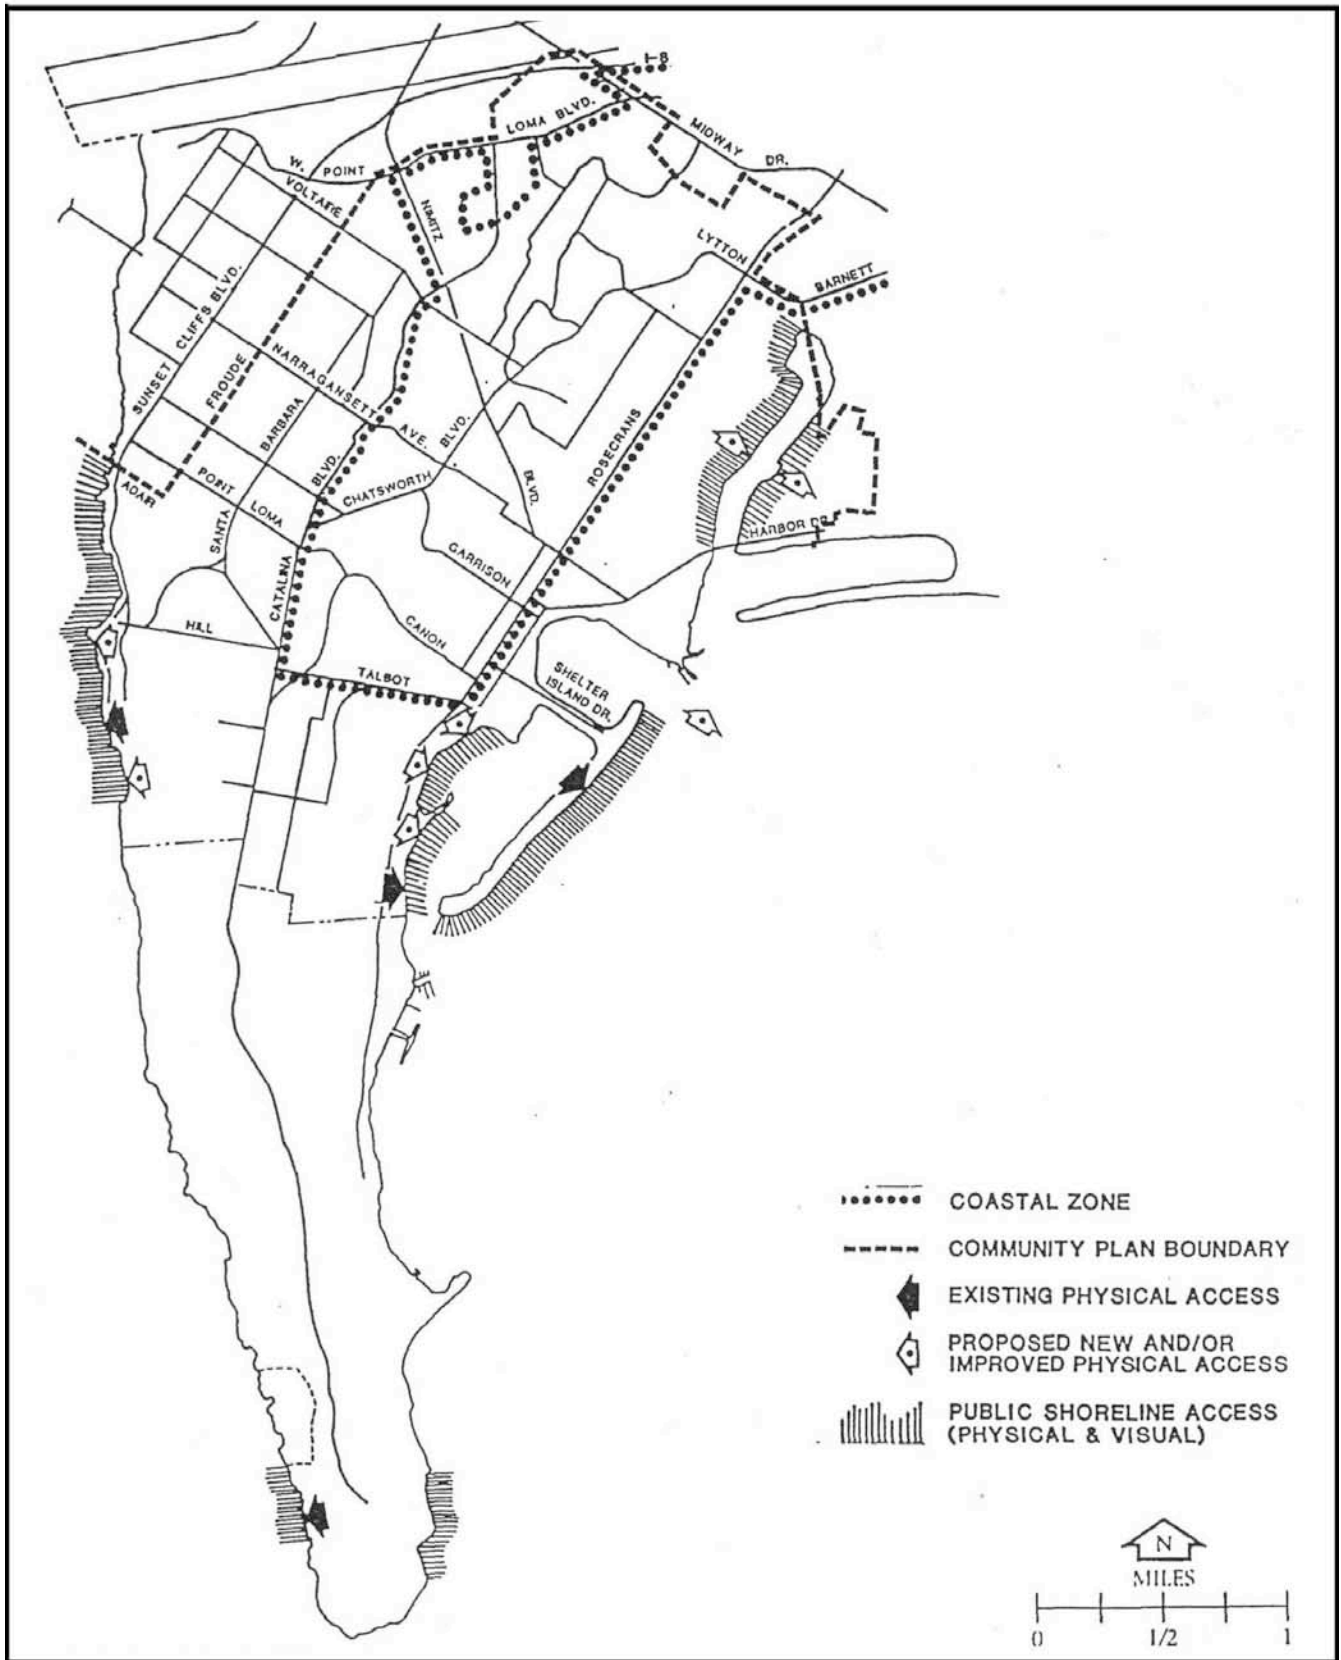 I-8
LOMA BLVD.
MIDWAY
DR.
W.
POINT
VOLTAIRE
NIMITZ
LYTTON
BARNETT
SUNSET CLIFFS BLVD.
FROUDE
NARRAGANSETT
AVE.
BARBARA
BLVD.
CHATSWORTH
BLVD.
BLVD.
ROSECRANS
ADAIR
POINT
LOMA
SANTA
HARBOR DR.
GARRISON
CATALINA
HILL
CANON
TALBOT
SHELTER
ISLAND DR.
COASTAL ZONE
COMMUNITY PLAN BOUNDARY
EXISTING PHYSICAL ACCESS
PROPOSED NEW AND/OR
IMPROVED PHYSICAL ACCESS
PUBLIC SHORELINE ACCESS
(PHYSICAL & VISUAL)
N
MILES
0 1/2 1